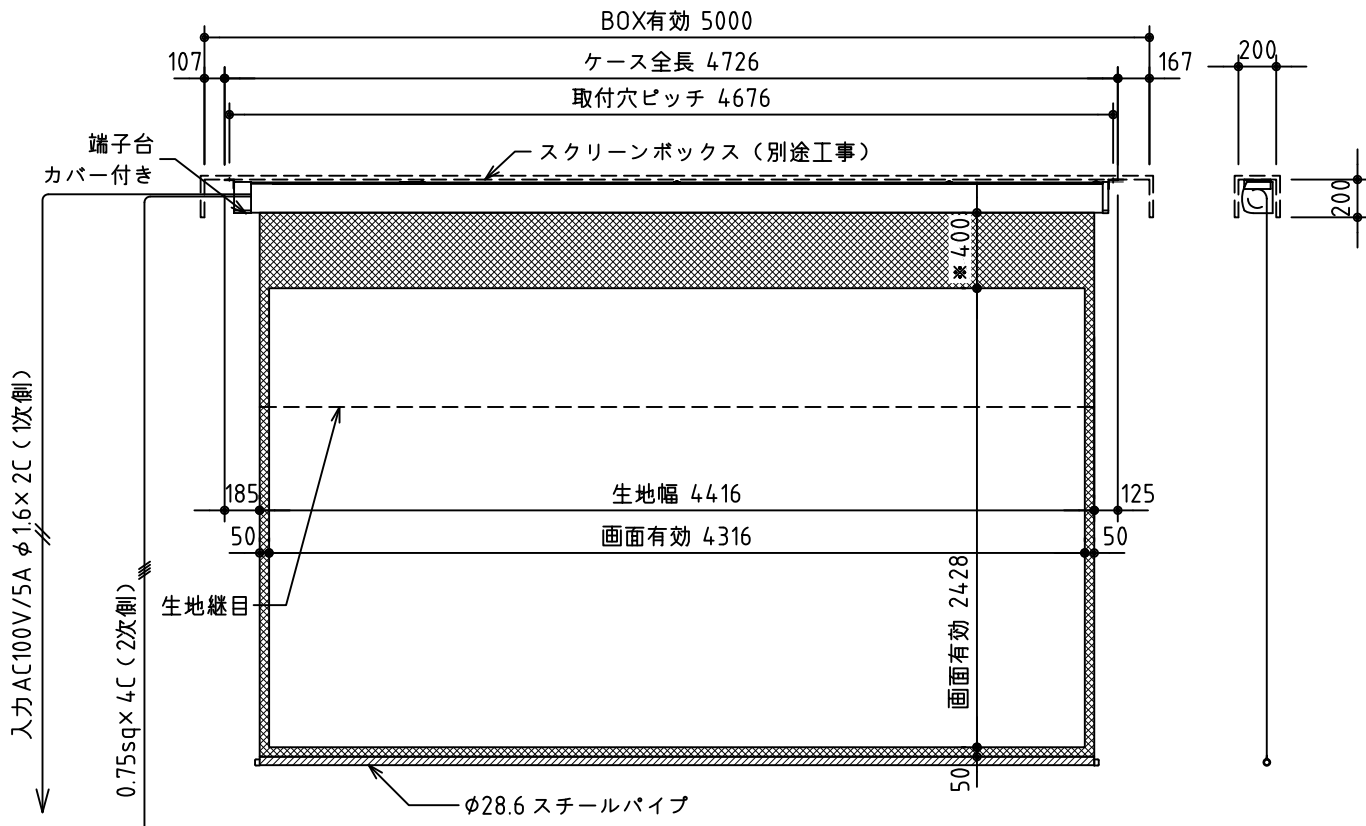 BOX有効 5000
107
ケース全長 4726
167
200
取付穴ピッチ 4676
端子台
カバー付き
スクリーンボックス（別途工事）
200
※ 400
185
生地幅 4416
125
50
画面有効 4316
50
画面有効 2428
生地継目
入力AC100V/5A φ1.6×2C（1次側）
0.75sq×4C（2次側）
50
φ28.6 スチールパイプ